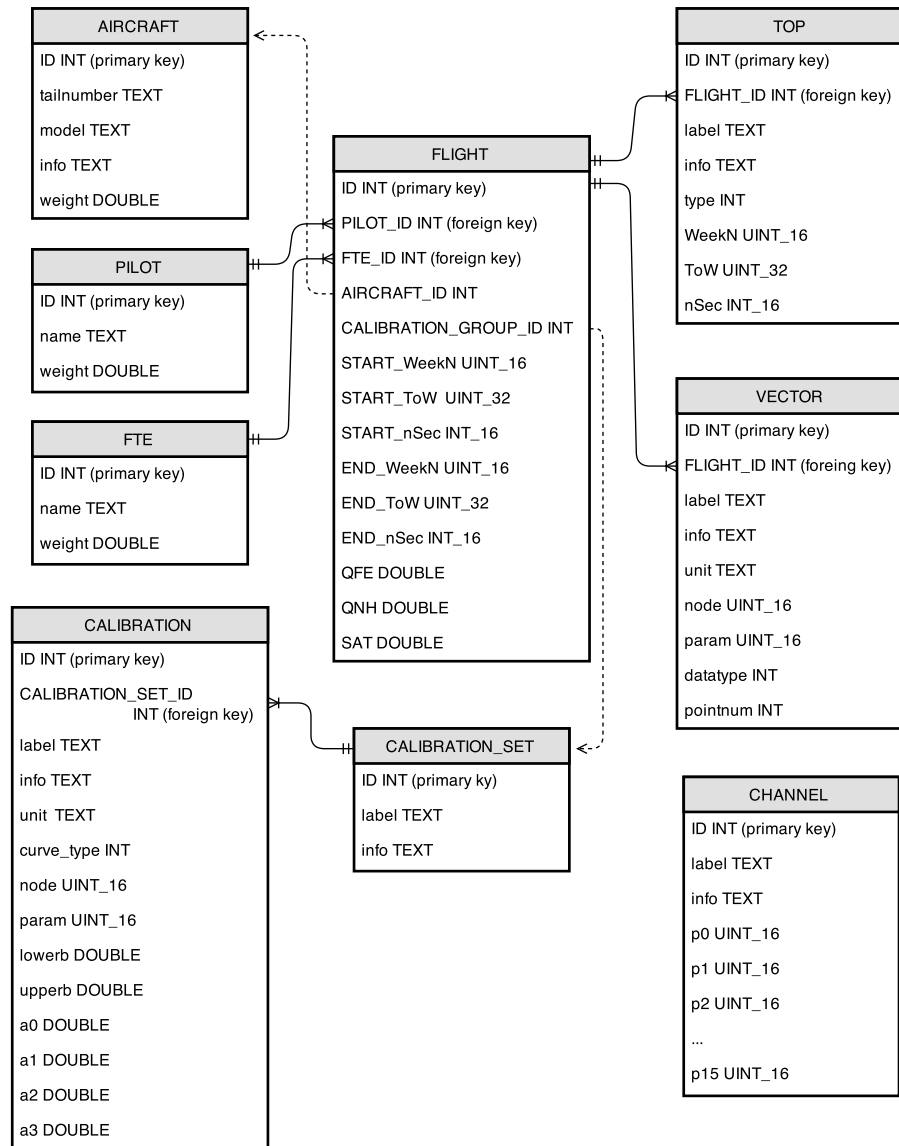 AIRCRAFT
ID INT (primary key)
tailnumber TEXT
model TEXT
info TEXT
weight DOUBLE
PILOT
ID INT (primary key)
name TEXT
weight DOUBLE
FTE
ID INT (primary key)
name TEXT
weight DOUBLE
FLIGHT
ID INT (primary key)
PILOT_ID INT (foreign key)
FTE_ID INT (foreign key)
AIRCRAFT_ID INT
CALIBRATION_GROUP_ID INT
START_WeekN UINT_16
START_ToW  UINT_32
START_nSec INT_16
END_WeekN UINT_16
END_ToW UINT_32
END_nSec INT_16
QFE DOUBLE
QNH DOUBLE
SAT DOUBLE
TOP
ID INT (primary key)
FLIGHT_ID INT (foreign key)
label TEXT
info TEXT
type INT
WeekN UINT_16
ToW UINT_32
nSec INT_16
VECTOR
ID INT (primary key)
FLIGHT_ID INT (foreing key)
label TEXT
info TEXT
unit TEXT
node UINT_16
param UINT_16
datatype INT
pointnum INT
CALIBRATION
ID INT (primary key)
CALIBRATION_SET_ID
INT (foreign key)
label TEXT
info TEXT
unit  TEXT
curve_type INT
node UINT_16
param UINT_16
lowerb DOUBLE
upperb DOUBLE
a0 DOUBLE
a1 DOUBLE
a2 DOUBLE
a3 DOUBLE
CALIBRATION_SET
ID INT (primary ky)
label TEXT
info TEXT
CHANNEL
ID INT (primary key)
label TEXT
info TEXT
p0 UINT_16
p1 UINT_16
p2 UINT_16
...
p15 UINT_16